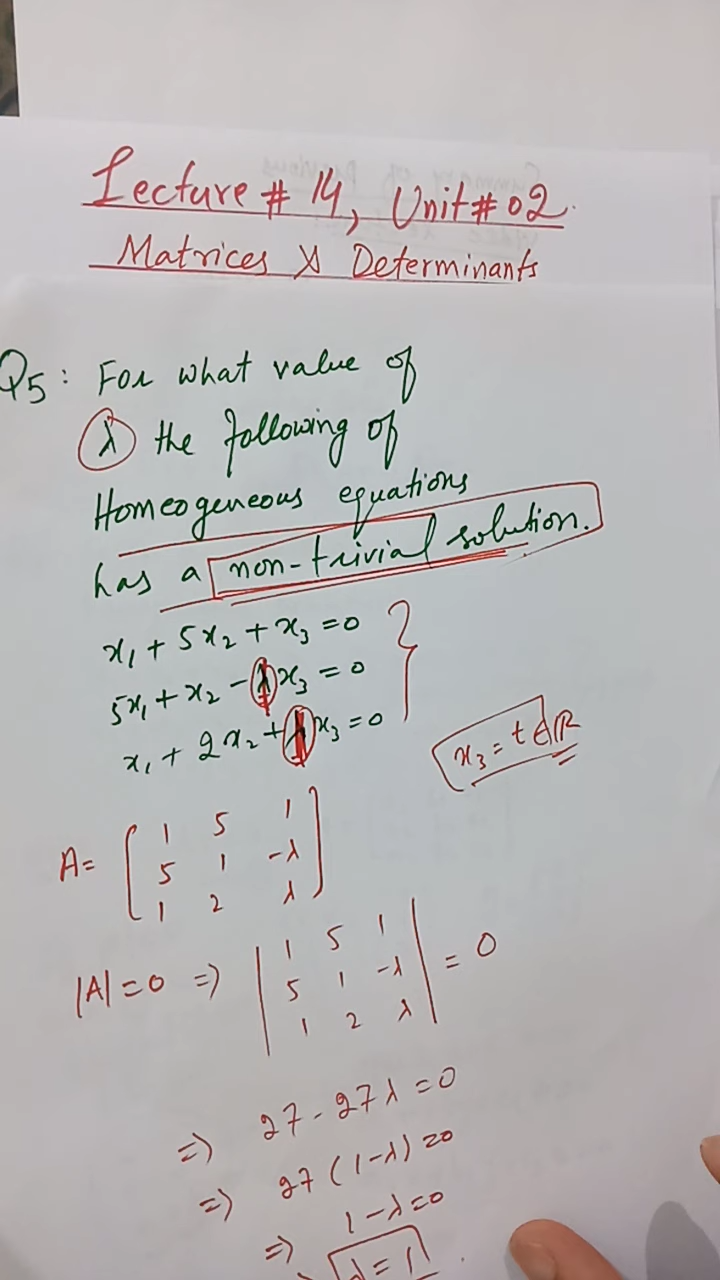 Lecture # 14, Unit # 02
Matrices & Determinants
Q5: For what value of
λ the following of
Homeogeneous equations
has a non-trivial solution.
x₁ + 5x₂ + x₃ = 0
5x₁ + x₂ - λx₃ = 0
x₁ + 2x₂ + λx₃ = 0
x₃ = t ∈ ℝ
A = [ 1 5 1
5 1 -λ
1 2 λ ]
|A| = 0 ⇒ | 1 5 1
5 1 -λ
1 2 λ | = 0
⇒ 27 - 27λ = 0
⇒ 27 (1-λ) = 0
⇒ 1-λ = 0
λ = 1